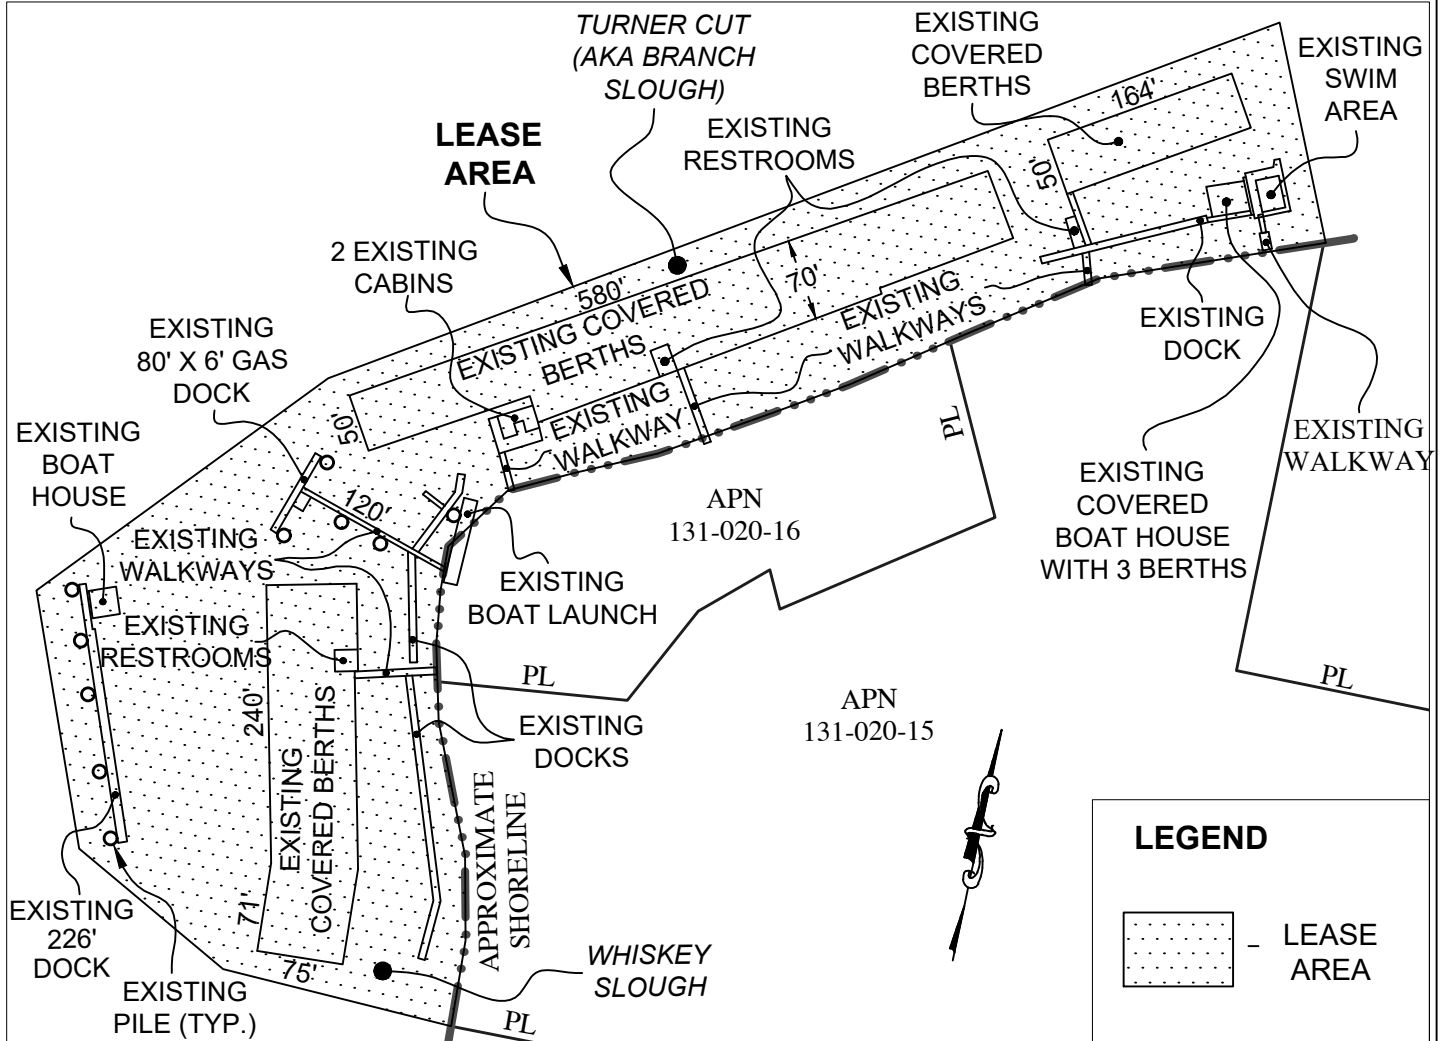 TURNER CUT
(AKA BRANCH
SLOUGH)
EXISTING
COVERED
BERTHS
EXISTING
SWIM
AREA
164'
LEASE
AREA
EXISTING
RESTROOMS
50'
2 EXISTING
CABINS
580'
70'
EXISTING COVERED
BERTHS
EXISTING
WALKWAYS
EXISTING
80' X 6' GAS
DOCK
EXISTING
DOCK
50'
EXISTING
WALKWAY
PL
EXISTING
BOAT
HOUSE
EXISTING
WALKWAY
EXISTING
COVERED
BOAT HOUSE
WITH 3 BERTHS
120'
APN
131-020-16
EXISTING
WALKWAYS
EXISTING
BOAT LAUNCH
EXISTING
RESTROOMS
PL
PL
240'
EXISTING
COVERED BERTHS
EXISTING
DOCKS
APN
131-020-15
APPROXIMATE
SHORELINE
71'
75'
EXISTING
226'
DOCK
EXISTING
PILE (TYP.)
WHISKEY
SLOUGH
PL
LEGEND
- LEASE
AREA